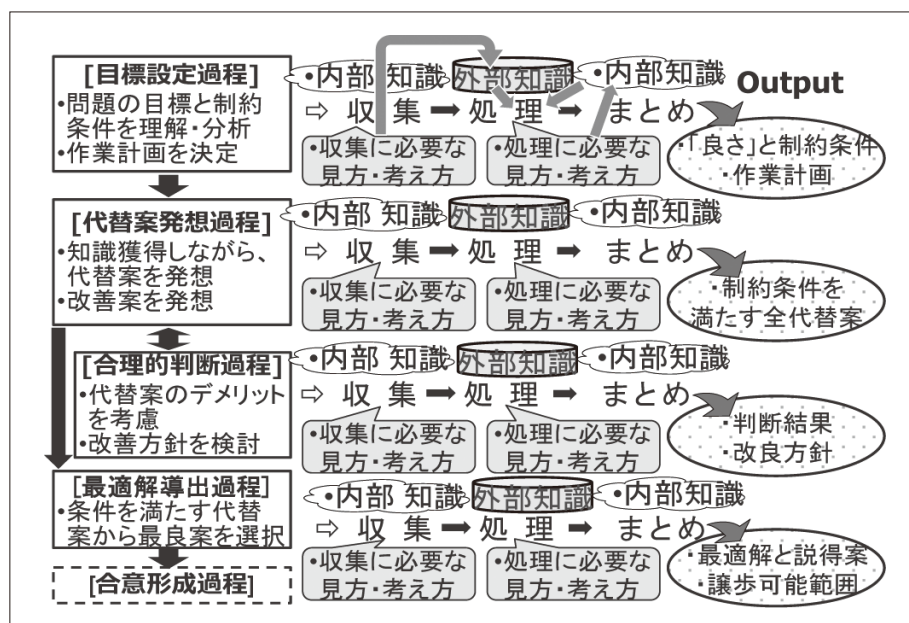 [目標設定過程]
•問題の目標と制約
条件を理解・分析
•作業計画を決定
•内部 知識
外部知識
•内部知識
⇨ 収 集 ➡ 処 理 ➡ まとめ
•収集に必要な
見方・考え方
•処理に必要な
見方・考え方
Output
・「良さ」と制約条件
・作業計画
[代替案発想過程]
•知識獲得しながら、
代替案を発想
•改善案を発想
•内部 知識
外部知識
•内部知識
⇨ 収 集 ➡ 処 理 ➡ まとめ
•収集に必要な
見方・考え方
•処理に必要な
見方・考え方
・制約条件を
満たす全代替案
[合理的判断過程]
•代替案のデメリット
を考慮
•改善方針を検討
•内部 知識
外部知識
•内部知識
⇨ 収 集 ➡ 処 理 ➡ まとめ
•収集に必要な
見方・考え方
•処理に必要な
見方・考え方
・判断結果
・改良方針
[最適解導出過程]
•条件を満たす代替
案から最良案を選択
•内部 知識
外部知識
•内部知識
⇨ 収 集 ➡ 処 理 ➡ まとめ
•収集に必要な
見方・考え方
•処理に必要な
見方・考え方
・最適解と説得案
・譲歩可能範囲
[合意形成過程]